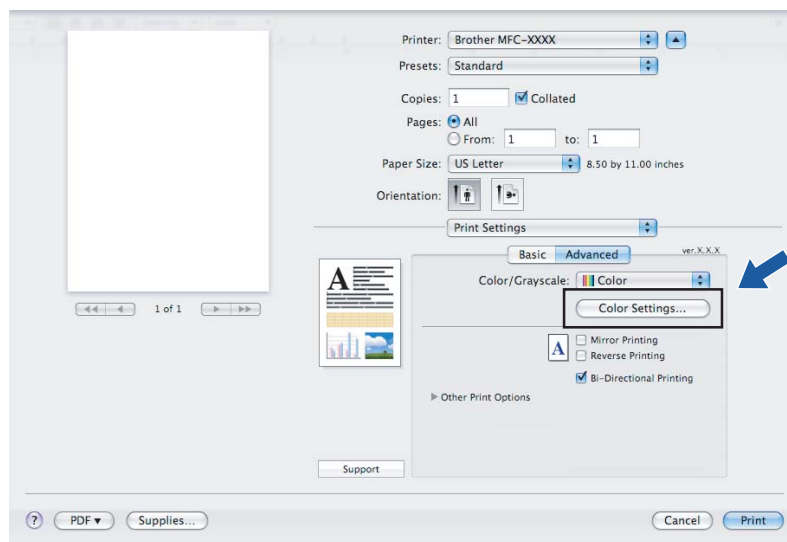 Printer: Brother MFC-XXXX
Presets: Standard
Copies: 1 Collated
Pages: All
From: 1 to: 1
Paper Size: US Letter 8.50 by 11.00 inches
Orientation:
Print Settings
Basic Advanced ver.X.X.X
Color/Grayscale: Color
Color Settings...
1 of 1
A
A
Mirror Printing
Reverse Printing
Bi-Directional Printing
Other Print Options
Support
? PDF Supplies... Cancel Print